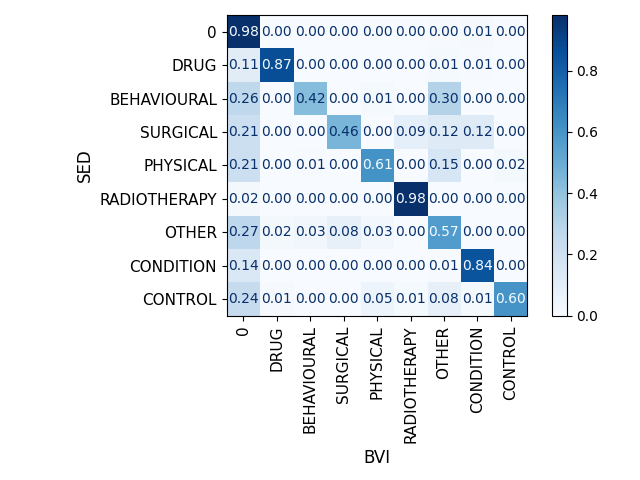 0 0.98 0.00 0.00 0.00 0.00 0.00 0.00 0.01 0.00
DRUG 0.11 0.87 0.00 0.00 0.00 0.00 0.01 0.01 0.00
BEHAVIOURAL 0.26 0.00 0.42 0.00 0.01 0.00 0.30 0.00 0.00
SURGICAL 0.21 0.00 0.00 0.46 0.00 0.09 0.12 0.12 0.00
PHYSICAL 0.21 0.00 0.01 0.00 0.61 0.00 0.15 0.00 0.02
RADIOTHERAPY 0.02 0.00 0.00 0.00 0.00 0.98 0.00 0.00 0.00
OTHER 0.27 0.02 0.03 0.08 0.03 0.00 0.57 0.00 0.00
CONDITION 0.14 0.00 0.00 0.00 0.00 0.00 0.01 0.84 0.00
CONTROL 0.24 0.01 0.00 0.00 0.05 0.01 0.08 0.01 0.60
SED
0 DRUG BEHAVIOURAL SURGICAL PHYSICAL RADIOTHERAPY OTHER CONDITION CONTROL
BVI
0.8
0.6
0.4
0.2
0.0